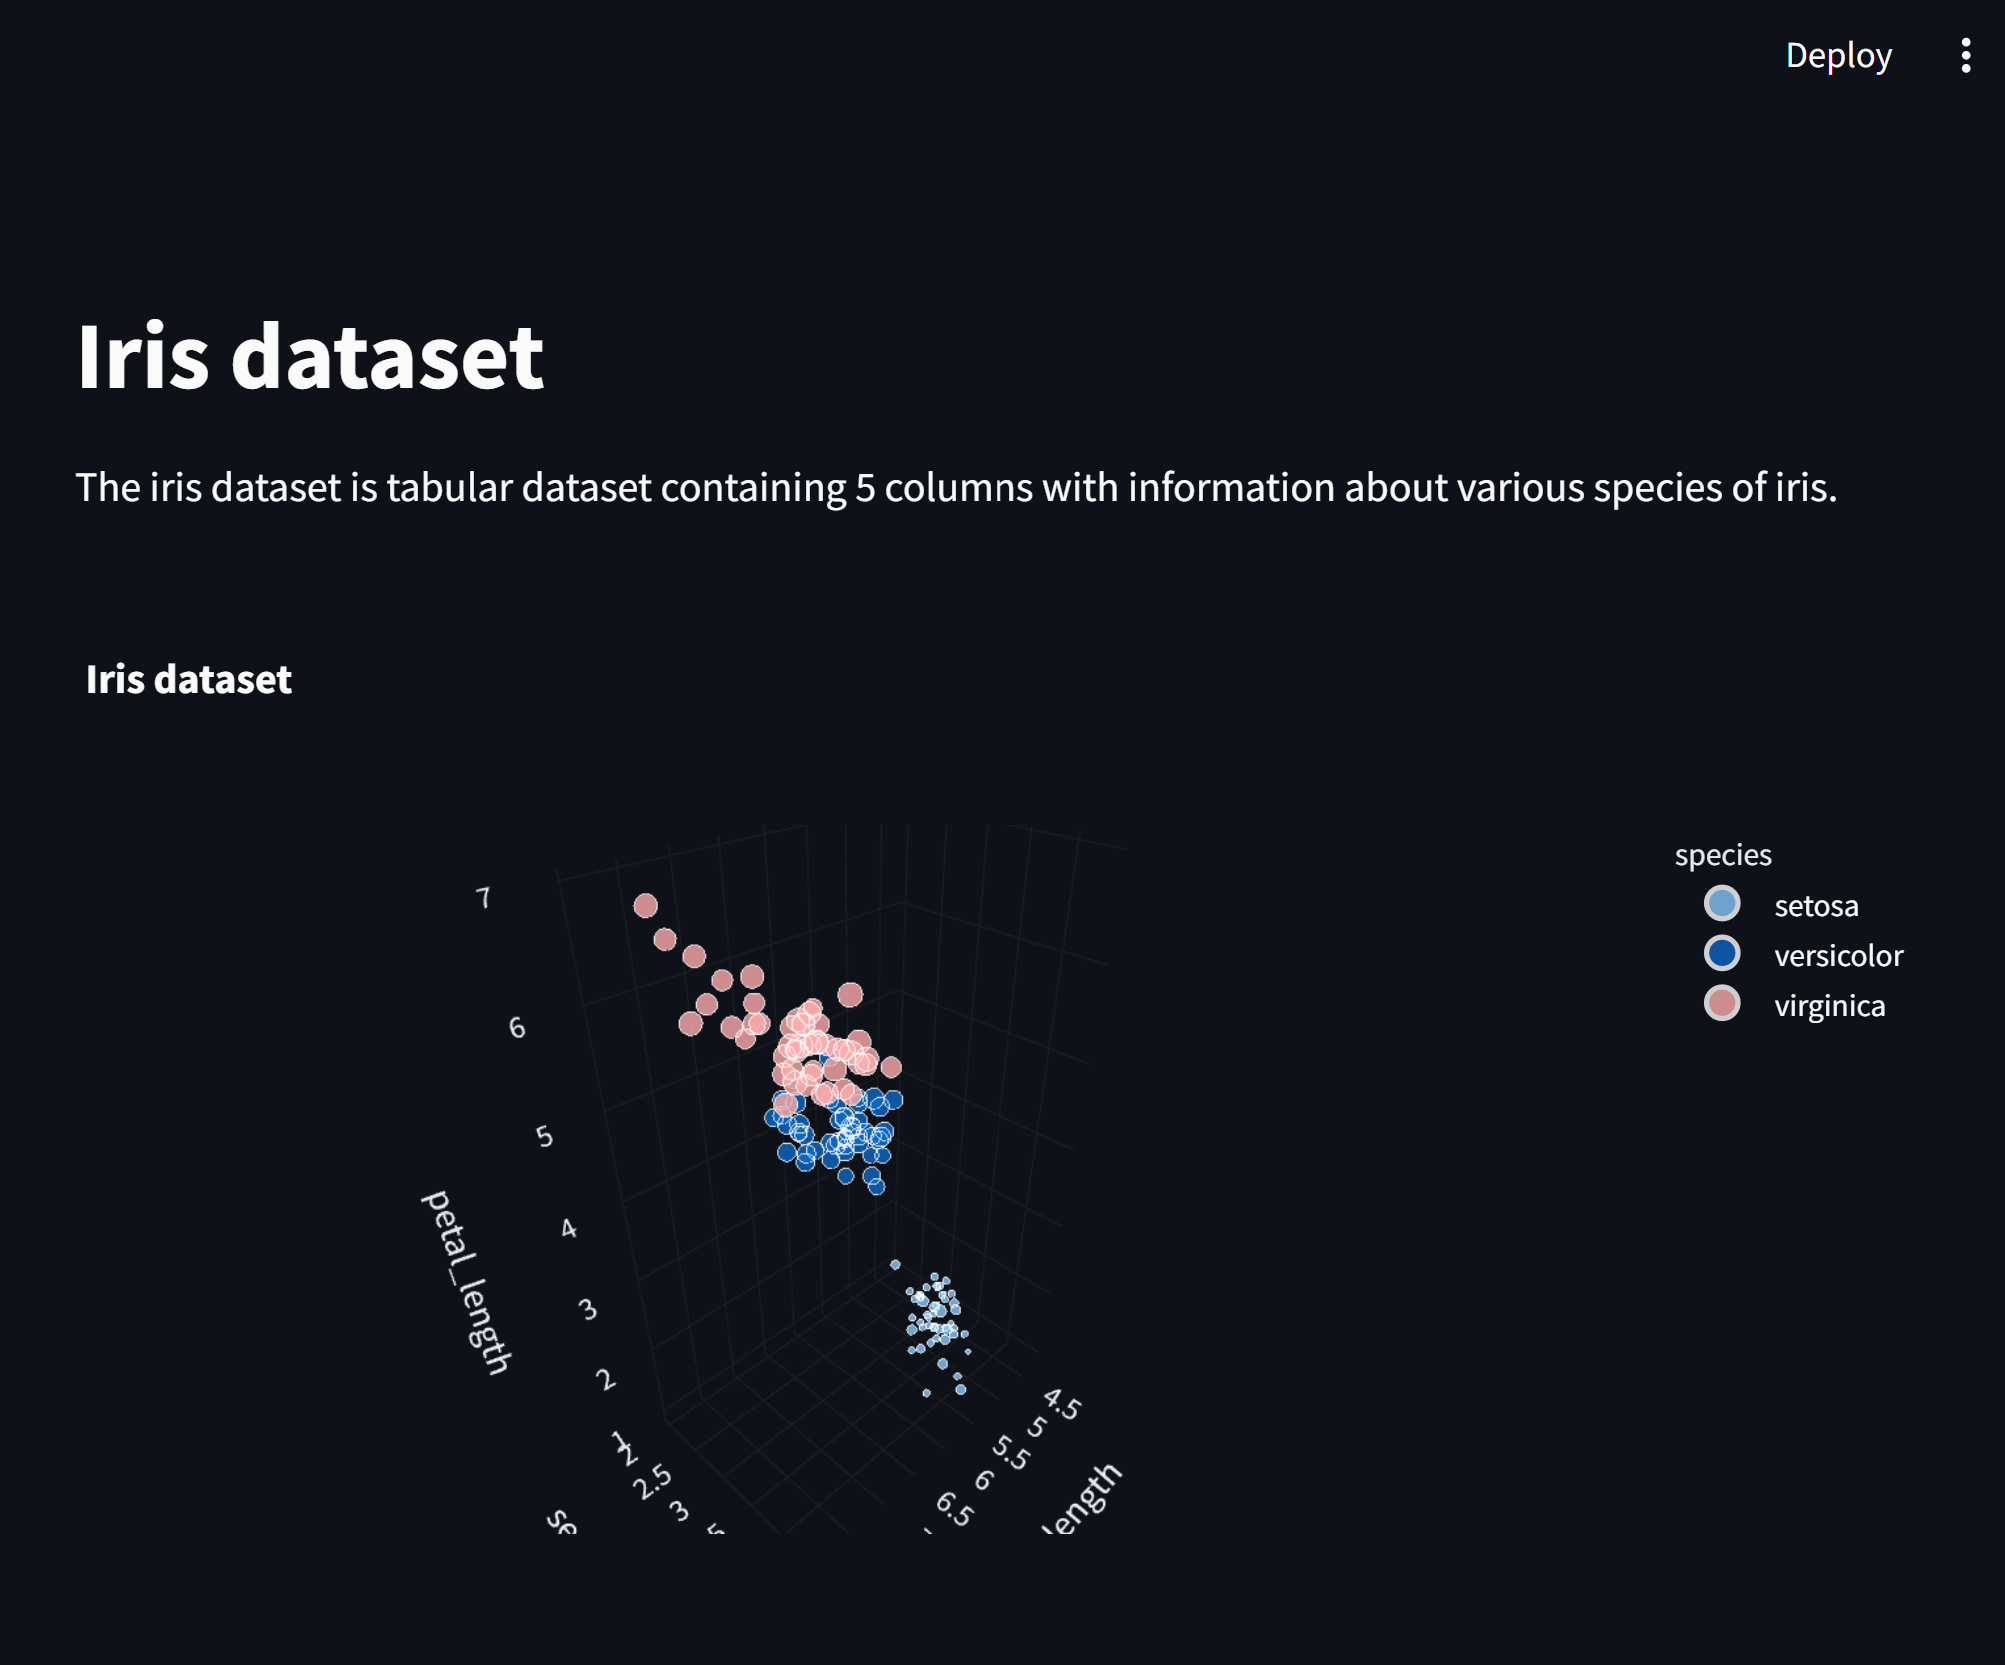 Deploy
Iris dataset
The iris dataset is tabular dataset containing 5 columns with information about various species of iris.
Iris dataset
species
setosa
versicolor
virginica
7
6
5
4
3
2
1
petal_length
2
2.5
3
4.5
5
5.5
6
6.5
length
se